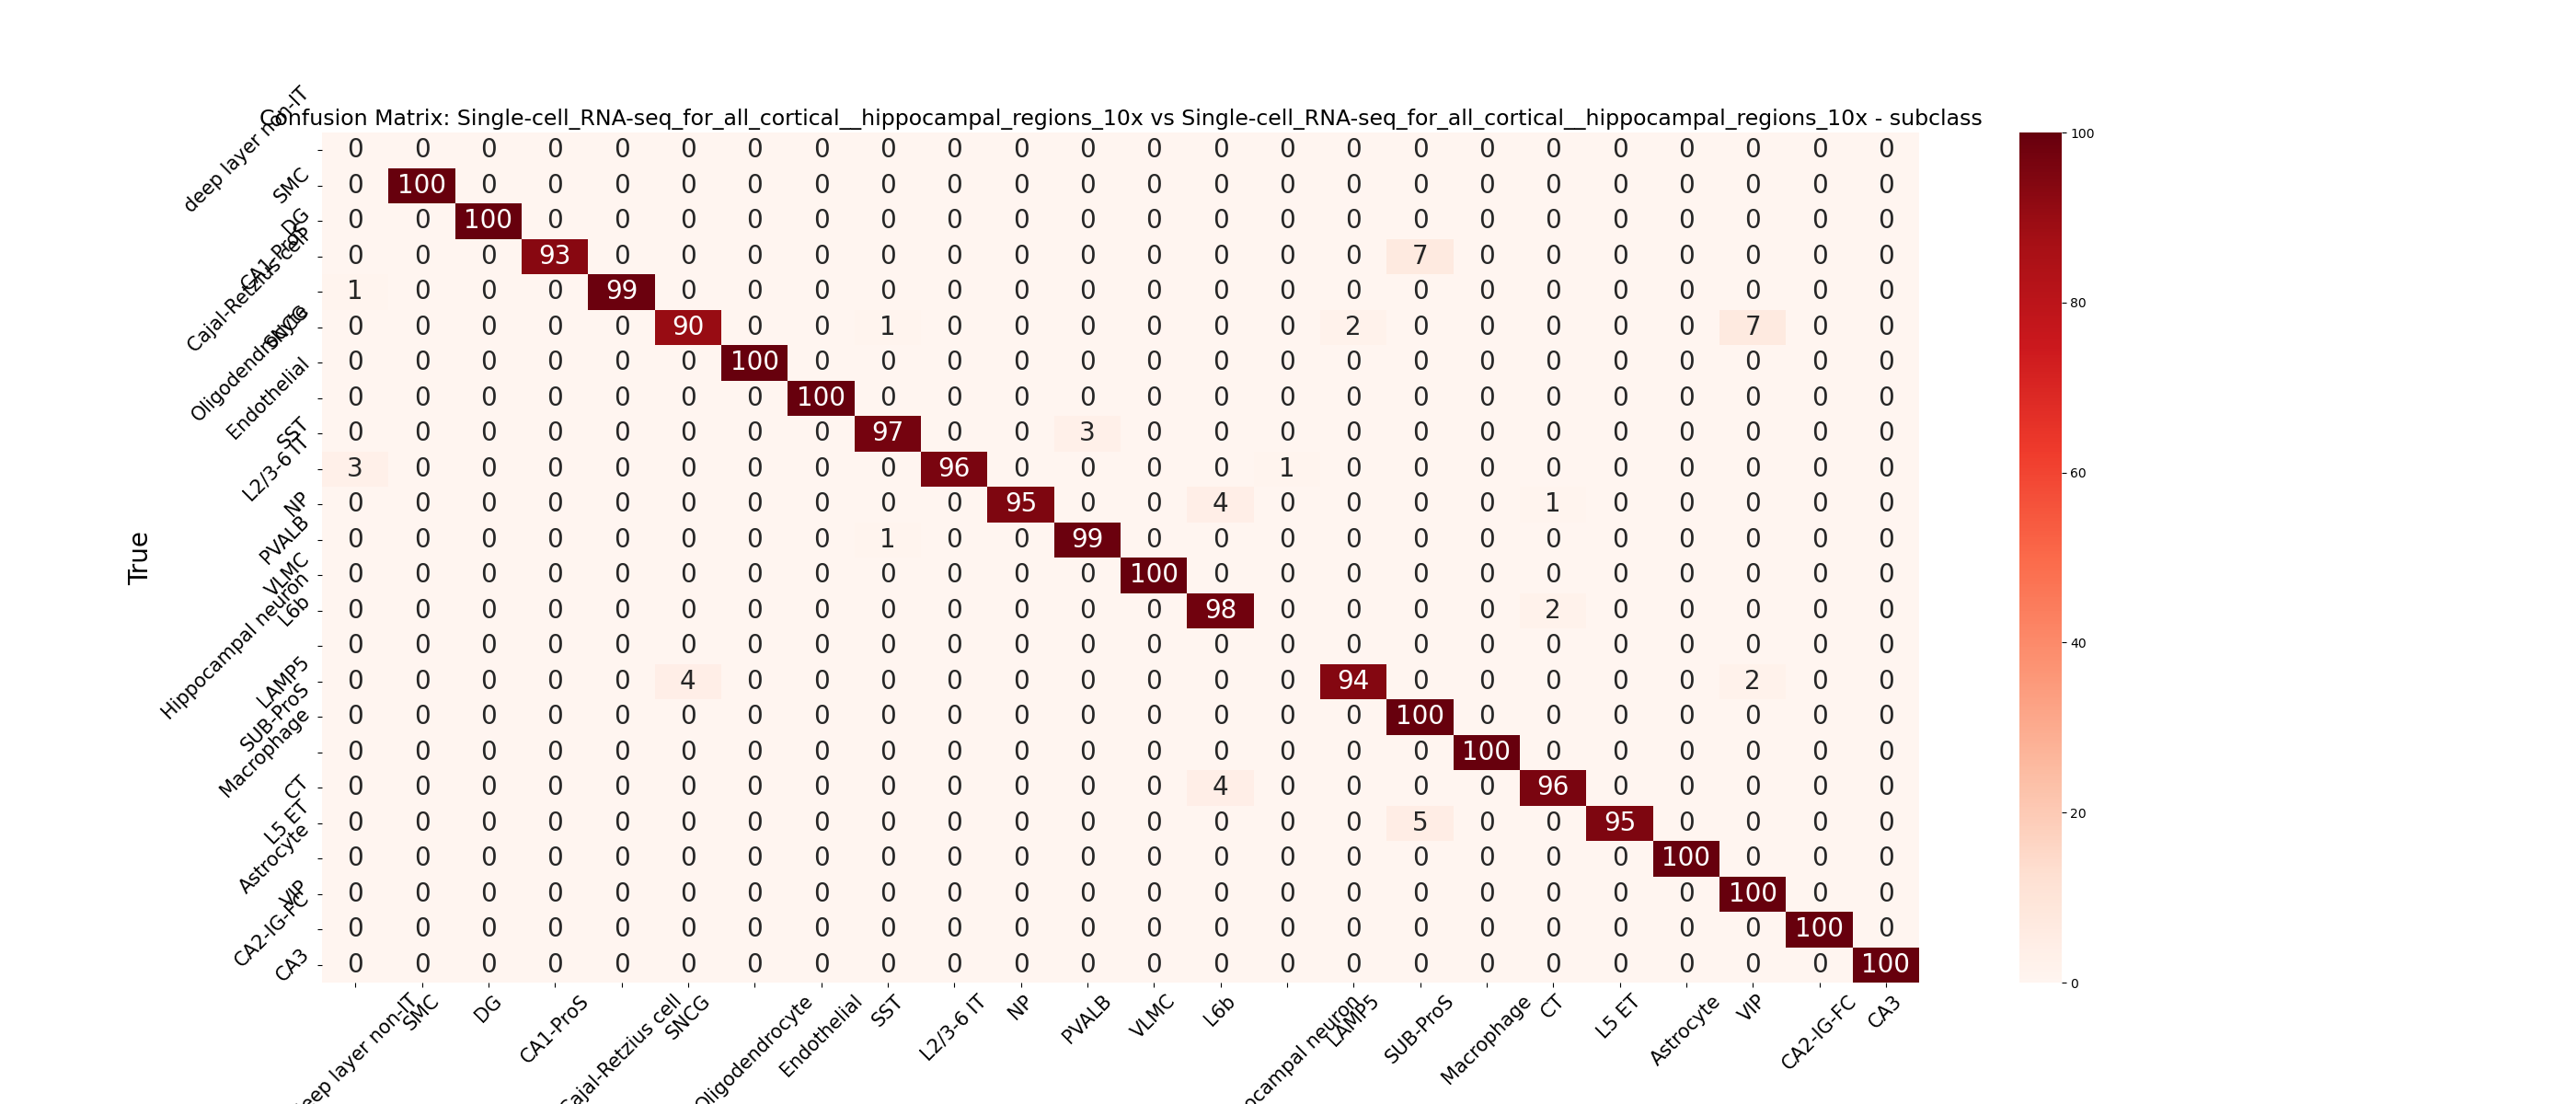 Confusion Matrix: Single-cell_RNA-seq_for_all_cortical__hippocampal_regions_10x vs Single-cell_RNA-seq_for_all_cortical__hippocampal_regions_10x - subclass
True
deep layer non-IT 0 0 0 0 0 0 0 0 0 0 0 0 0 0 0 0 0 0 0 0 0 0 0 0
SMC 0 100 0 0 0 0 0 0 0 0 0 0 0 0 0 0 0 0 0 0 0 0 0 0
DG 0 0 100 0 0 0 0 0 0 0 0 0 0 0 0 0 0 0 0 0 0 0 0 0
CA1-ProS 0 0 0 93 0 0 0 0 0 0 0 0 0 0 0 0 7 0 0 0 0 0 0 0
Cajal-Retzius cell 1 0 0 0 99 0 0 0 0 0 0 0 0 0 0 0 0 0 0 0 0 0 0 0
SNCG 0 0 0 0 0 90 0 0 1 0 0 0 0 0 0 2 0 0 0 0 0 7 0 0
Oligodendrocyte 0 0 0 0 0 0 100 0 0 0 0 0 0 0 0 0 0 0 0 0 0 0 0 0
Endothelial 0 0 0 0 0 0 0 100 0 0 0 0 0 0 0 0 0 0 0 0 0 0 0 0
SST 0 0 0 0 0 0 0 0 97 0 0 3 0 0 0 0 0 0 0 0 0 0 0 0
L2/3-6 IT 3 0 0 0 0 0 0 0 0 96 0 0 0 0 1 0 0 0 0 0 0 0 0 0
NP 0 0 0 0 0 0 0 0 0 0 95 0 0 4 0 0 0 0 1 0 0 0 0 0
PVALB 0 0 0 0 0 0 0 0 1 0 0 99 0 0 0 0 0 0 0 0 0 0 0 0
VLMC 0 0 0 0 0 0 0 0 0 0 0 0 100 0 0 0 0 0 0 0 0 0 0 0
L6b 0 0 0 0 0 0 0 0 0 0 0 0 0 98 0 0 0 0 2 0 0 0 0 0
Hippocampal neuron 0 0 0 0 0 0 0 0 0 0 0 0 0 0 0 0 0 0 0 0 0 0 0 0
LAMP5 0 0 0 0 0 4 0 0 0 0 0 0 0 0 0 94 0 0 0 0 0 2 0 0
SUB-ProS 0 0 0 0 0 0 0 0 0 0 0 0 0 0 0 0 100 0 0 0 0 0 0 0
Macrophage 0 0 0 0 0 0 0 0 0 0 0 0 0 0 0 0 0 100 0 0 0 0 0 0
CT 0 0 0 0 0 0 0 0 0 0 0 0 0 4 0 0 0 0 96 0 0 0 0 0
L5 ET 0 0 0 0 0 0 0 0 0 0 0 0 0 0 0 0 5 0 0 95 0 0 0 0
Astrocyte 0 0 0 0 0 0 0 0 0 0 0 0 0 0 0 0 0 0 0 0 100 0 0 0
VIP 0 0 0 0 0 0 0 0 0 0 0 0 0 0 0 0 0 0 0 0 0 100 0 0
CA2-IG-FC 0 0 0 0 0 0 0 0 0 0 0 0 0 0 0 0 0 0 0 0 0 0 100 0
CA3 0 0 0 0 0 0 0 0 0 0 0 0 0 0 0 0 0 0 0 0 0 0 0 100
eep layer non-IT SMC DG CA1-ProS Cajal-Retzius cell SNCG Oligodendrocyte Endothelial SST L2/3-6 IT NP PVALB VLMC L6b ocampal neuron LAMP5 SUB-ProS Macrophage CT L5 ET Astrocyte VIP CA2-IG-FC CA3
100
80
60
40
20
0